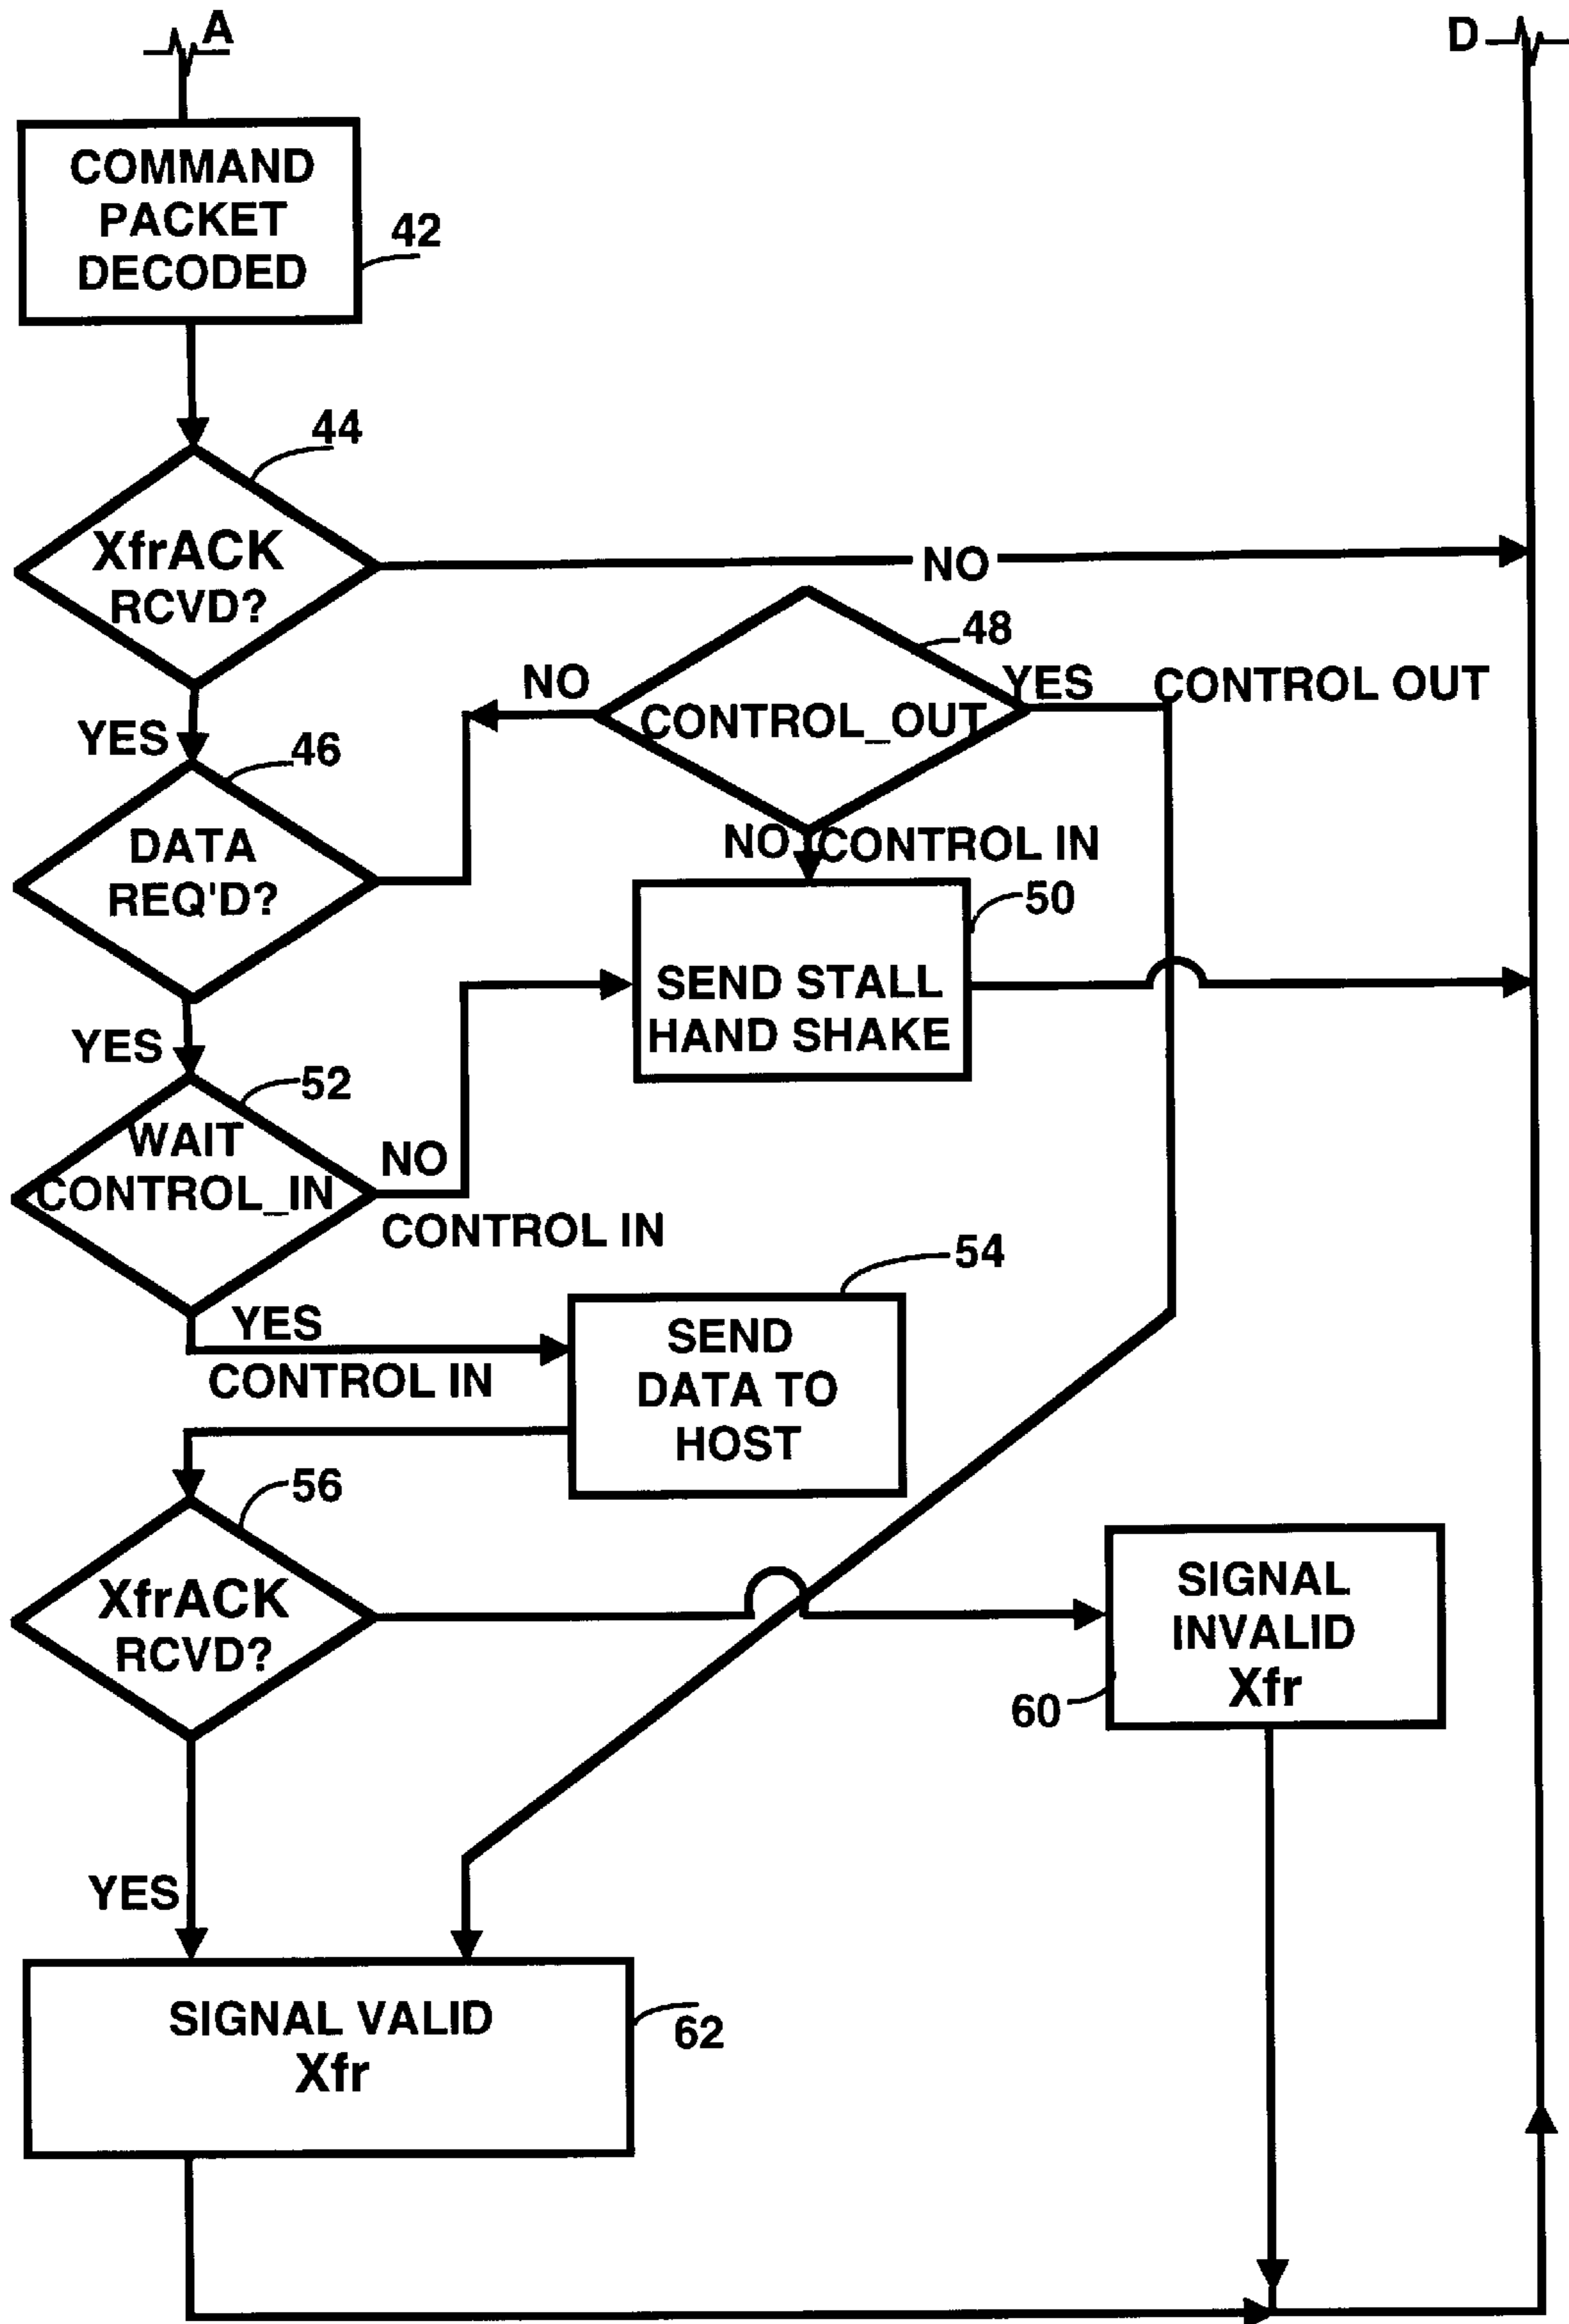 A
D
COMMAND
PACKET
DECODED
42
44
XfrACK
RCVD?
NO
48
NO
YES
CONTROL OUT
CONTROL_OUT
YES
46
DATA
REQ'D?
NO
CONTROL IN
50
SEND STALL
HAND SHAKE
YES
52
WAIT
CONTROL_IN
NO
CONTROL IN
54
YES
CONTROL IN
SEND
DATA TO
HOST
56
XfrACK
RCVD?
SIGNAL
INVALID
Xfr
60
YES
SIGNAL VALID
Xfr
62